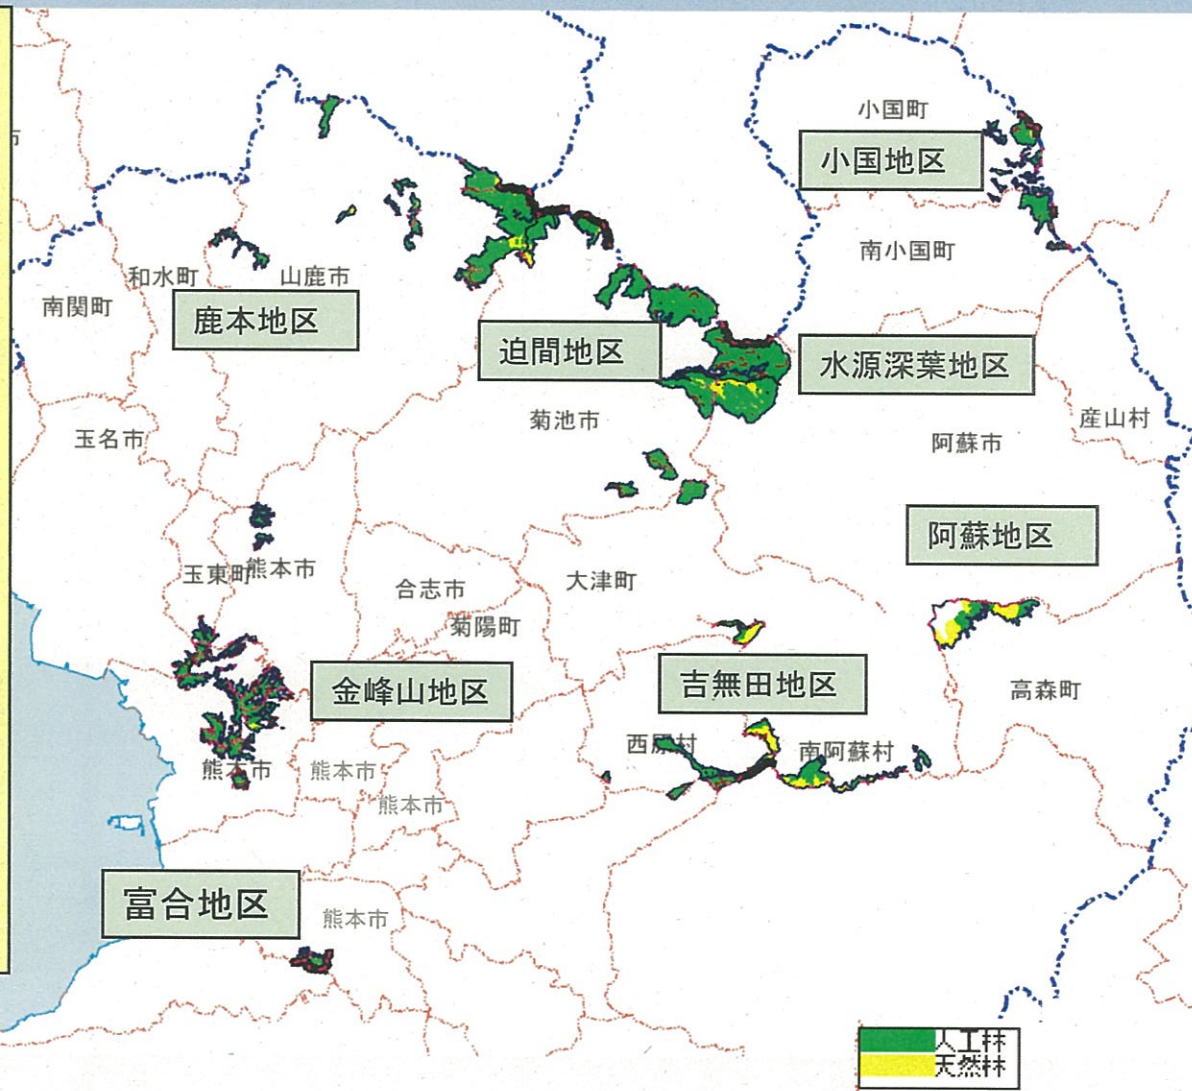 小国町
小国地区
南小国町
和水町
山鹿市
南関町
鹿本地区
迫間地区
水源深葉地区
菊池市
産山村
玉名市
阿蘇市
阿蘇地区
玉東町
熊本市
合志市
大津町
菊陽町
金峰山地区
吉無田地区
高森町
西原村
南阿蘇村
熊本市
熊本市
熊本市
富合地区
熊本市
人工林
天然林